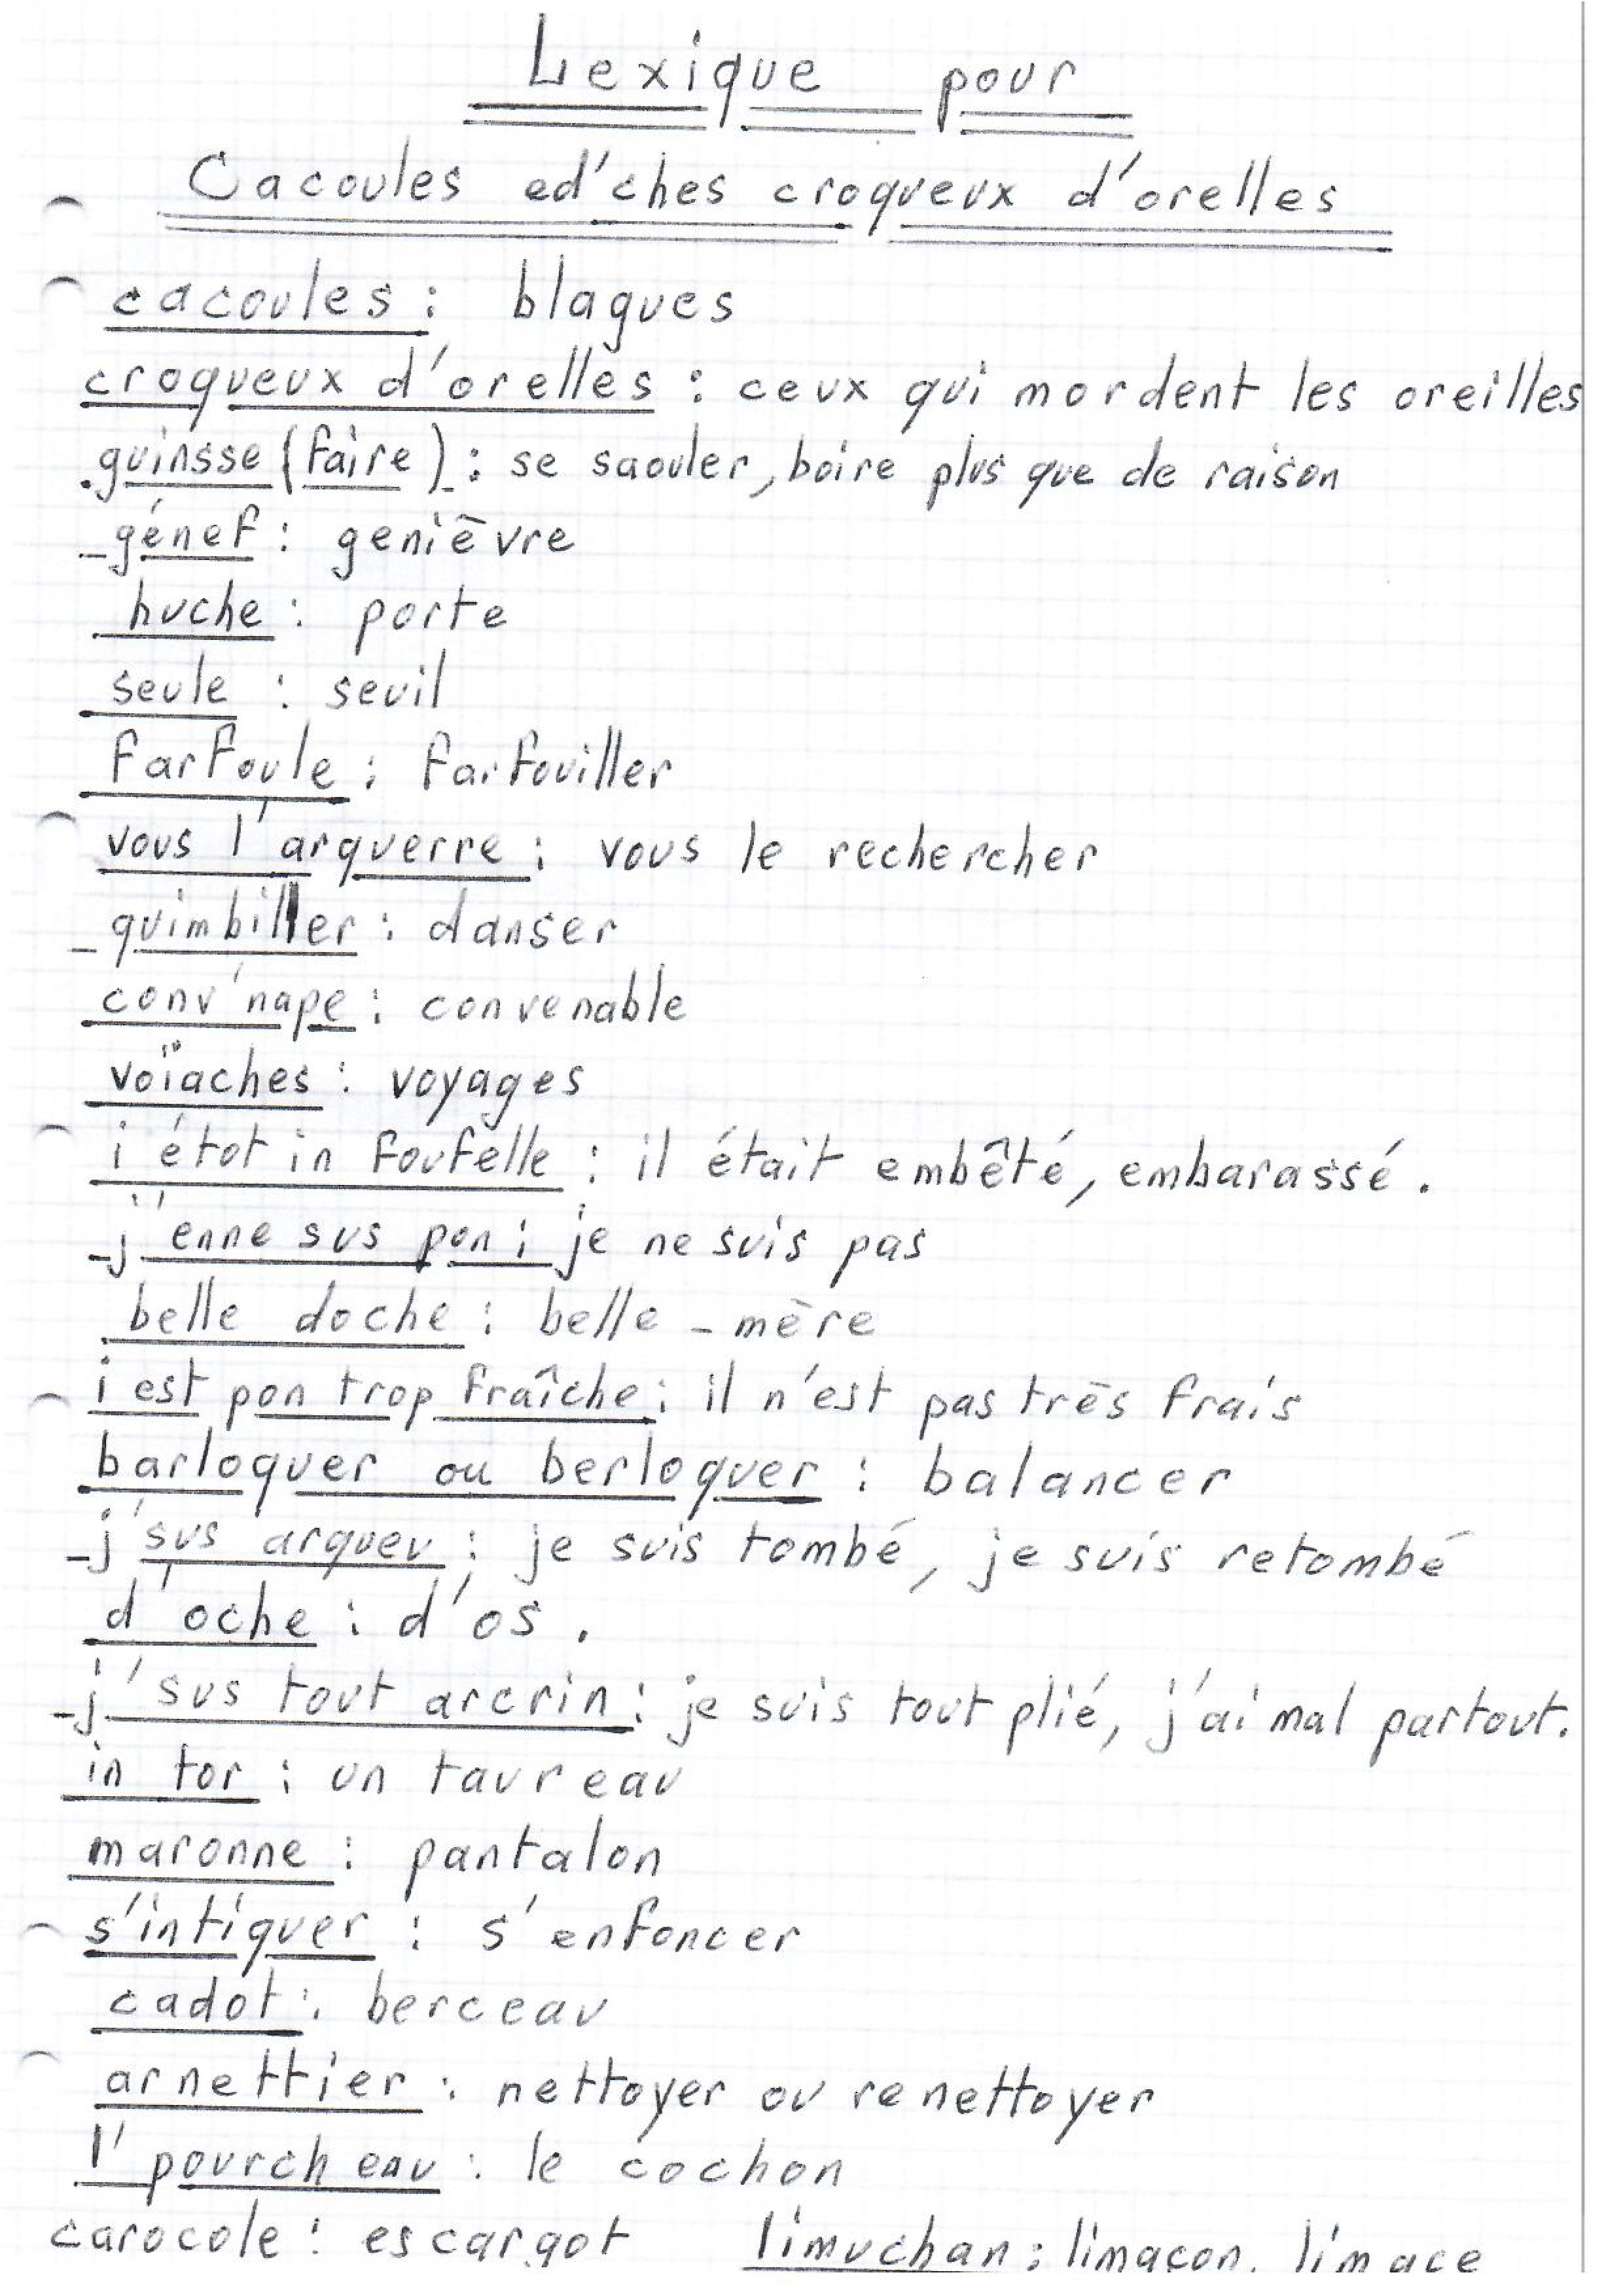 Lexique pour
Cacoules ed'ches croqueux d'orelles
cacoules : blagues
croqueux d'orelles : ceux qui mordent les oreilles
guinsse (faire) : se saouler, boire plus que de raison
génef : genièvre
huche : porte
seule : seuil
farfoule : farfouiller
vous l'arquerre : vous le rechercher
quimbiller : danser
conv'nape : convenable
voïaches : voyages
i étot in foufelle : il était embêté, embarassé.
j'enne sus pon : je ne suis pas
belle doche : belle-mère
i est pon trop fraîche : il n'est pas très frais
barloquer ou berloquer : balancer
j'sus arqueu : je suis tombé, je suis retombé
d'oche : d'os.
j'sus tout arcrin : je suis tout plié, j'ai mal partout.
in tor : un taureau
maronne : pantalon
s'intiquer : s'enfoncer
cadot : berceau
arnettier : nettoyer ou renettoyer
l'pourcheau : le cochon
carocole : escargot limuchan : limaçon, limace